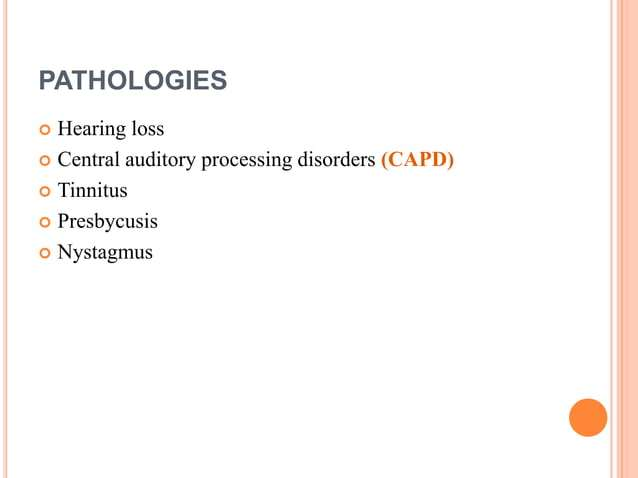 PATHOLOGIES
Hearing loss
Central auditory processing disorders (CAPD)
Tinnitus
Presbycusis
Nystagmus